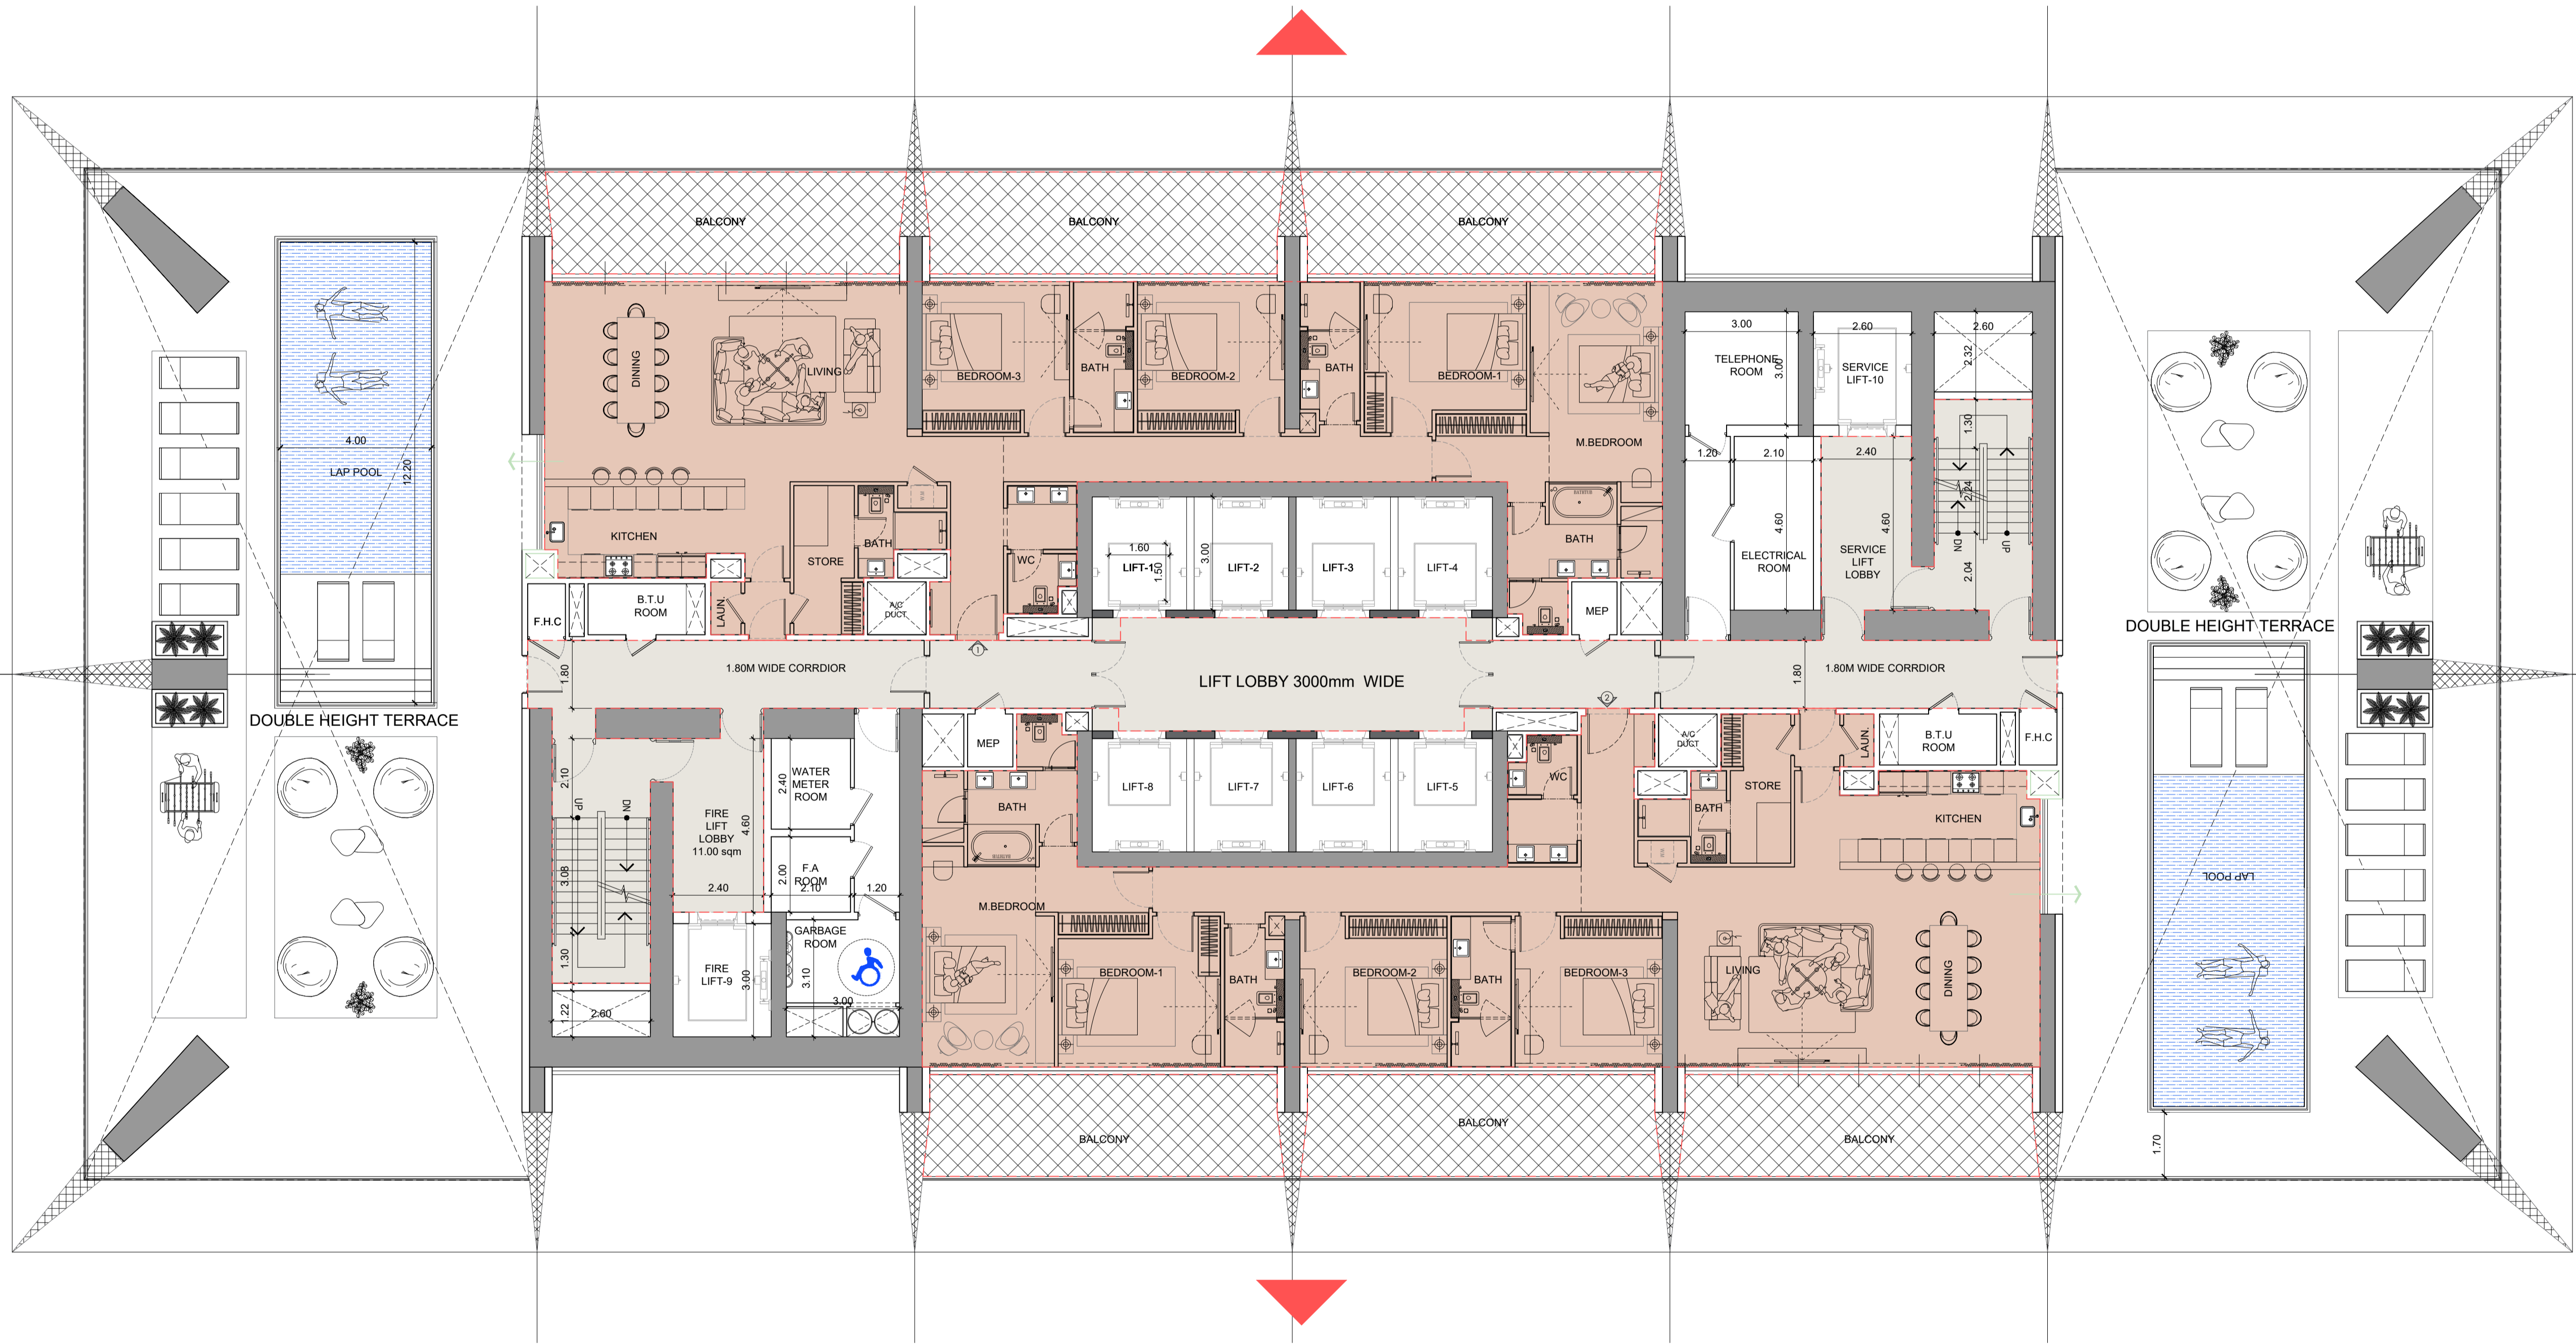 BALCONY
BALCONY
BALCONY
3.00
2.60
2.60
TELEPHONE
ROOM
3.00
SERVICE
LIFT-10
2.32
DINING
LIVING
BEDROOM-3
BATH
BEDROOM-2
BATH
BEDROOM-1
M.BEDROOM
1.30
4.00
LAP POOL
12.20
1.20
2.10
2.40
2.24
KITCHEN
STORE
BATH
WC
1.60
3.00
LIFT-1
1.50
LIFT-2
LIFT-3
LIFT-4
BATHTUB
BATH
4.60
ELECTRICAL
ROOM
4.60
SERVICE
LIFT
LOBBY
DN
UP
2.04
F.H.C
B.T.U
ROOM
LAUN.
A/C
DUCT
MEP
DOUBLE HEIGHT TERRACE
1.80
1.80M WIDE CORRDIOR
1
LIFT LOBBY 3000mm WIDE
2
1.80
1.80M WIDE CORRDIOR
DOUBLE HEIGHT TERRACE
2.10
UP
DN
FIRE
LIFT
LOBBY
11.00 sqm
4.60
2.40
WATER
METER
ROOM
MEP
BATH
LIFT-8
LIFT-7
LIFT-6
LIFT-5
WC
A/C
DUCT
BATH
STORE
LAUN.
B.T.U
ROOM
F.H.C
KITCHEN
3.08
2.40
2.00
F.A
ROOM
2.10
1.20
BATHTUB
M.BEDROOM
LAP POOL
1.30
GARBAGE
ROOM
3.10
3.00
FIRE
LIFT-9
3.00
BEDROOM-1
BATH
BEDROOM-2
BATH
BEDROOM-3
LIVING
DINING
1.22
2.60
BALCONY
BALCONY
BALCONY
1.70